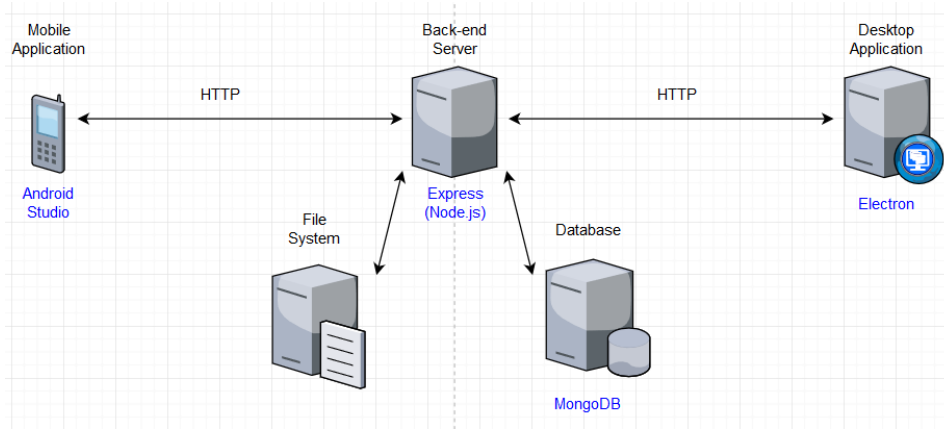 Mobile
Application
Back-end
Server
Desktop
Application
HTTP
HTTP
Android
Studio
Express
(Node.js)
Electron
File
System
Database
MongoDB